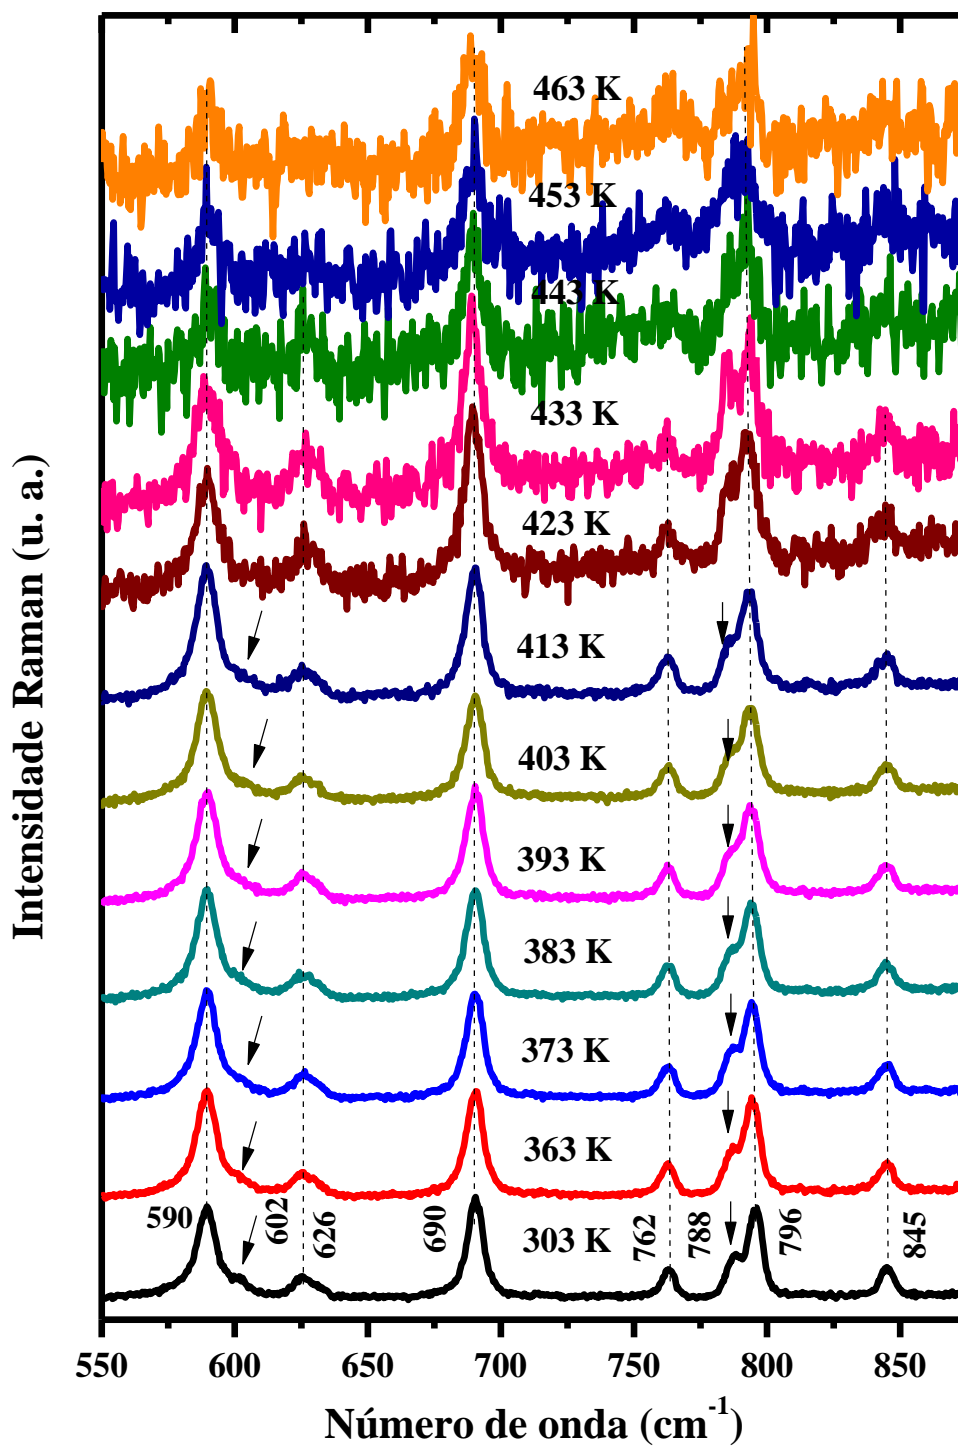 463 K
453 K
443 K
433 K
423 K
413 K
403 K
393 K
383 K
373 K
363 K
303 K
590
602
626
690
762
788
796
845
Intensidade Raman (u. a.)
550 600 650 700 750 800 850
Número de onda (cm⁻¹)